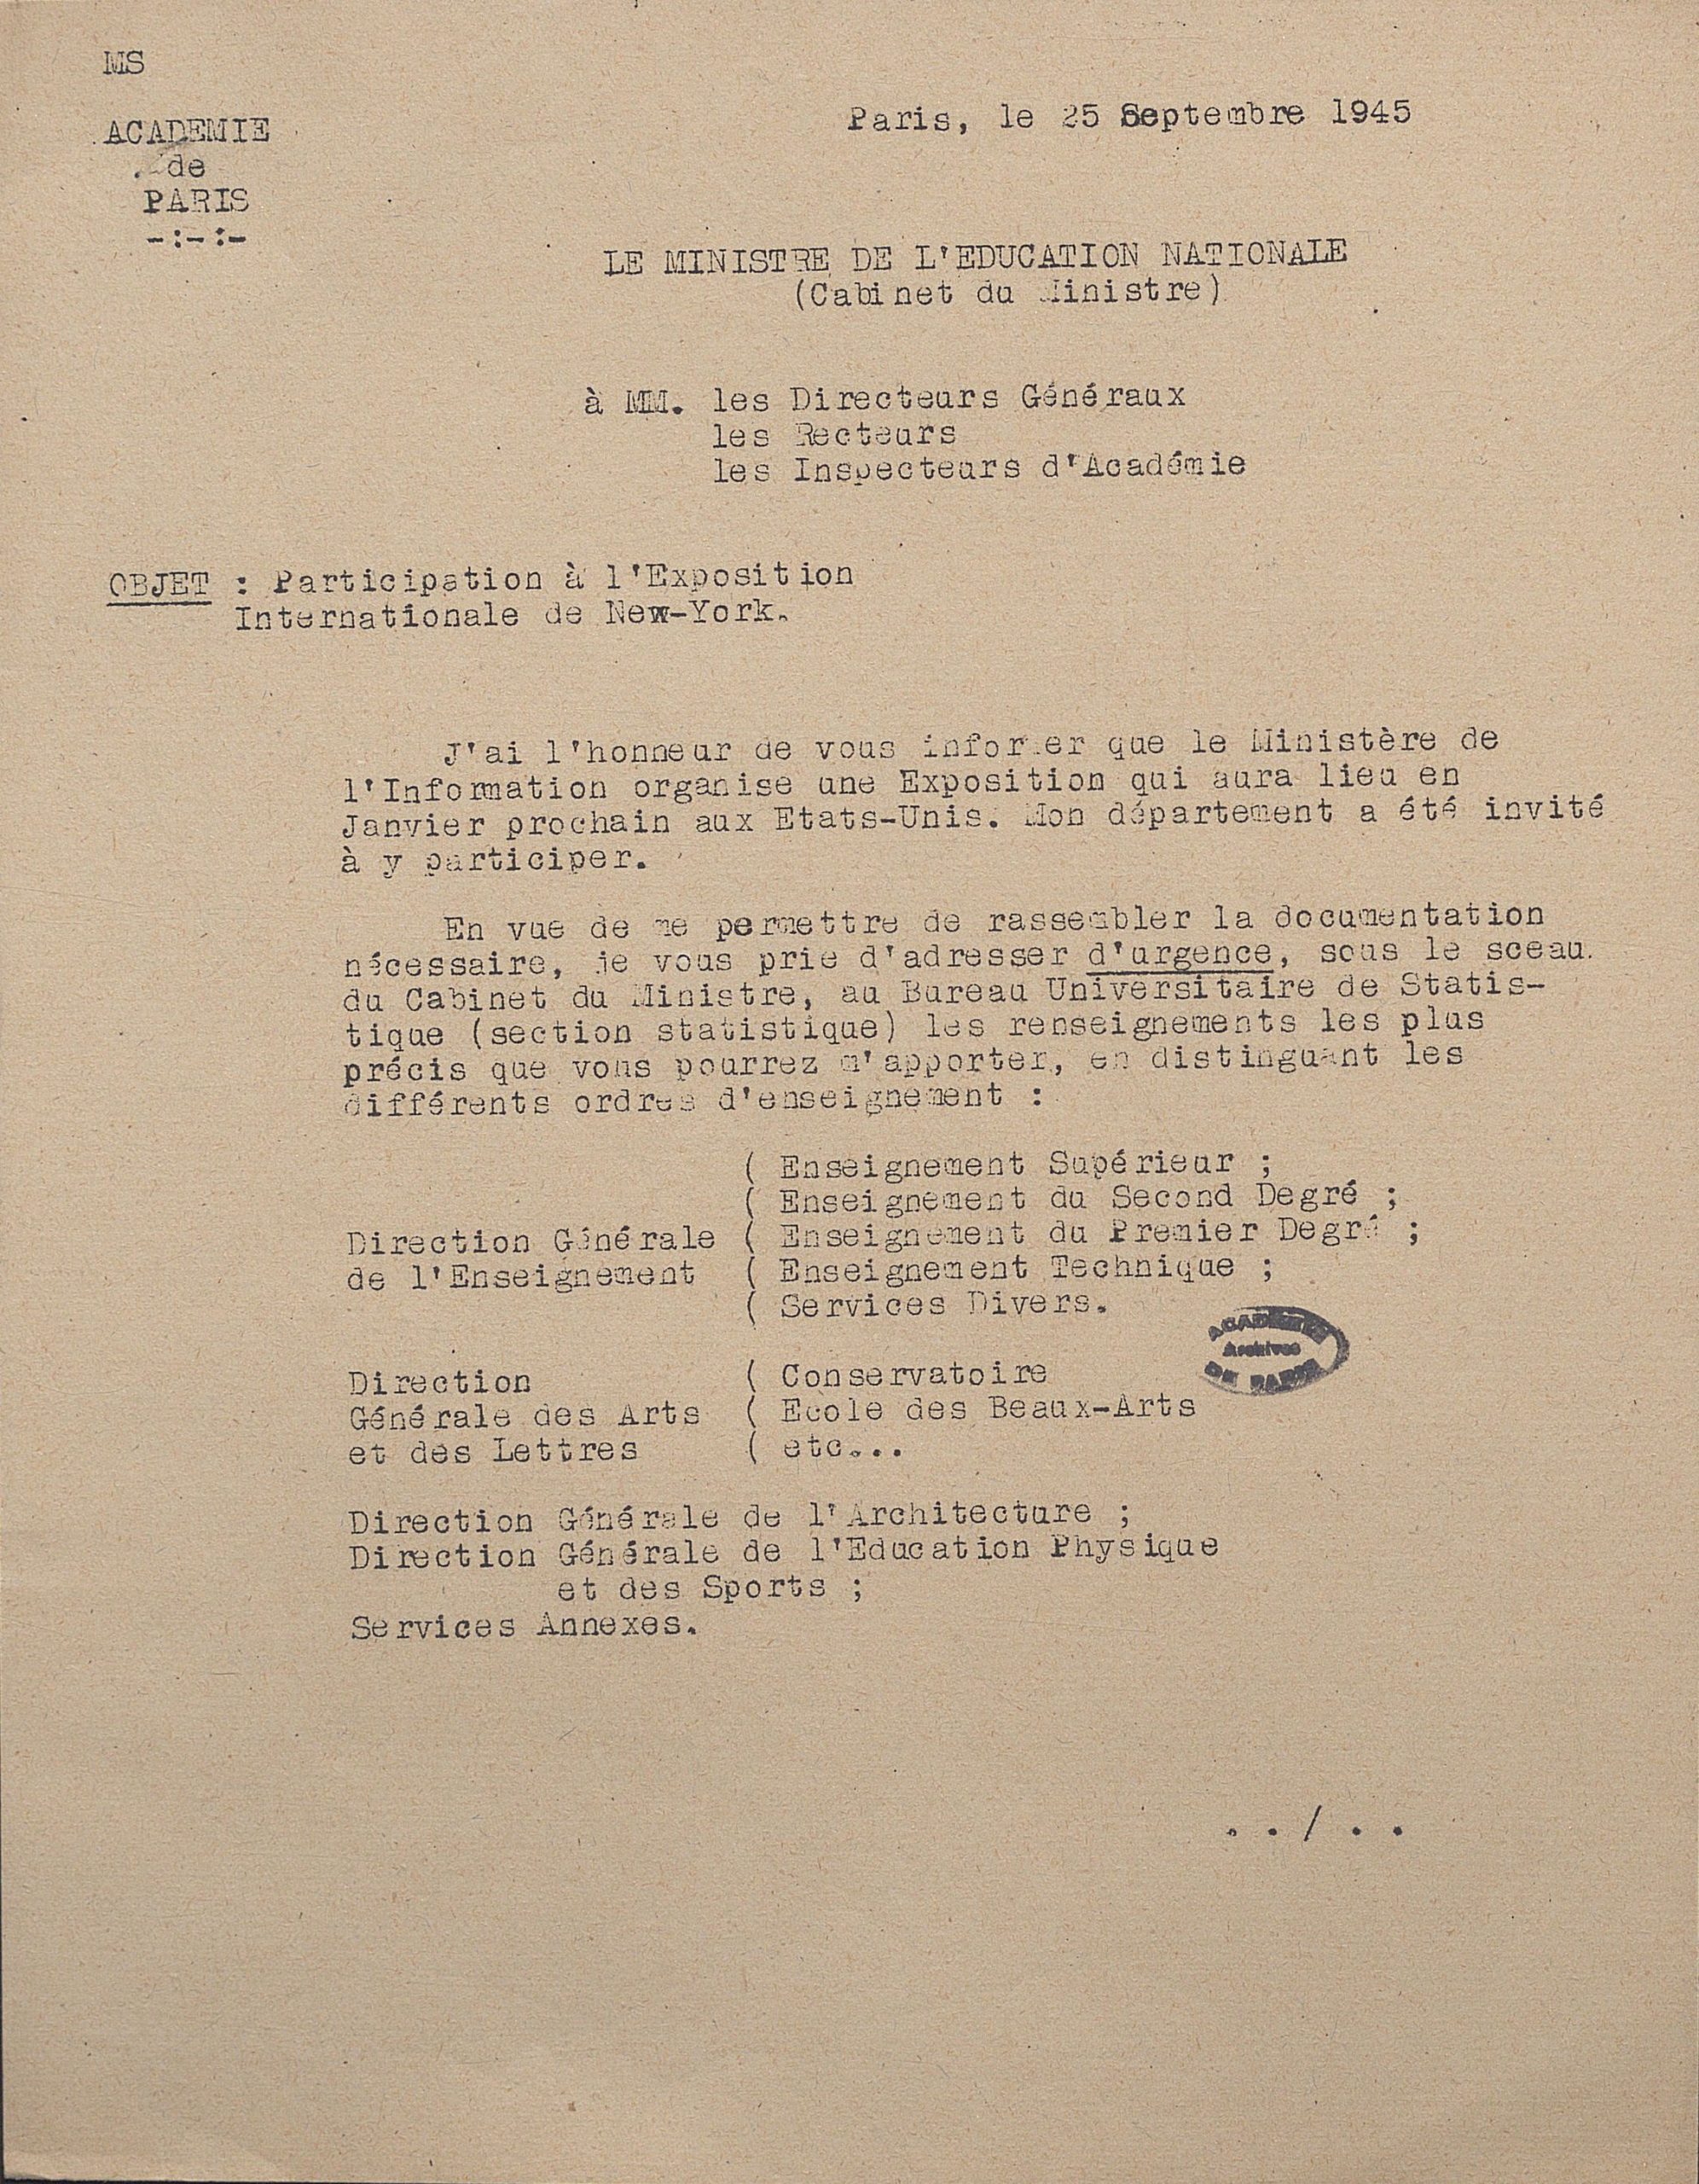 MS
ACADEMIE
de
PARIS
-:-:-
Paris, le 25 Septembre 1945
LE MINISTRE DE L'EDUCATION NATIONALE
(Cabinet du Ministre)
à MM. les Directeurs Généraux
les Recteurs
les Inspecteurs d'Académie
OBJET : Participation à l'Exposition
Internationale de New-York.
J'ai l'honneur de vous informer que le Ministère de
l'Information organise une Exposition qui aura lieu en
Janvier prochain aux Etats-Unis. Mon département a été invité
à y participer.
En vue de me permettre de rassembler la documentation
nécessaire, je vous prie d'adresser d'urgence, sous le sceau
du Cabinet du Ministre, au Bureau Universitaire de Statis-
tique (section statistique) les renseignements les plus
précis que vous pourrez m'apporter, en distinguant les
différents ordres d'enseignement :
( Enseignement Supérieur ;
( Enseignement du Second Degré ;
Direction Générale ( Enseignement du Premier Degré ;
de l'Enseignement ( Enseignement Technique ;
( Services Divers.
ACADEMIE
Archives
DE PARIS
Direction ( Conservatoire
Générale des Arts ( Ecole des Beaux-Arts
et des Lettres ( etc...
Direction Générale de l'Architecture ;
Direction Générale de l'Education Physique
et des Sports ;
Services Annexes.
../..